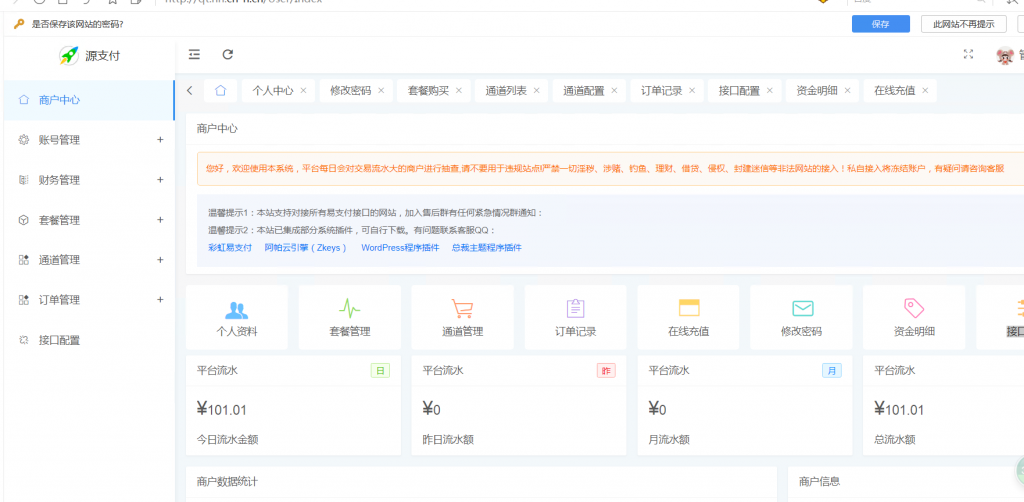 是否保存该网站的密码?
保存
此网站不再提示
源支付
商户中心
账号管理 +
财务管理 +
套餐管理 +
通道管理 +
订单管理 +
接口配置
个人中心 ×
修改密码 ×
套餐购买 ×
通道列表 ×
通道配置 ×
订单记录 ×
接口配置 ×
资金明细 ×
在线充值 ×
商户中心
您好，欢迎使用本系统，平台每日会对交易流水大的商户进行抽查,请不要用于违规站点!严禁一切淫秽、涉赌、钓鱼、理财、借贷、侵权、封建迷信等非法网站的接入！私自接入将冻结账户，有疑问请咨询客服
温馨提示1：本站支持对接所有易支付接口的网站，加入售后群有任何紧急情况群通知：
温馨提示2：本站已集成部分系统插件，可自行下载。有问题联系客服QQ：
彩虹易支付 阿帕云引擎（Zkeys） WordPress程序插件 总裁主题程序插件
个人资料
套餐管理
通道管理
订单记录
在线充值
修改密码
资金明细
平台流水 日
¥101.01
今日流水金额
平台流水 昨
¥0
昨日流水额
平台流水 月
¥0
月流水额
平台流水
¥101.01
总流水额
商户数据统计
商户信息